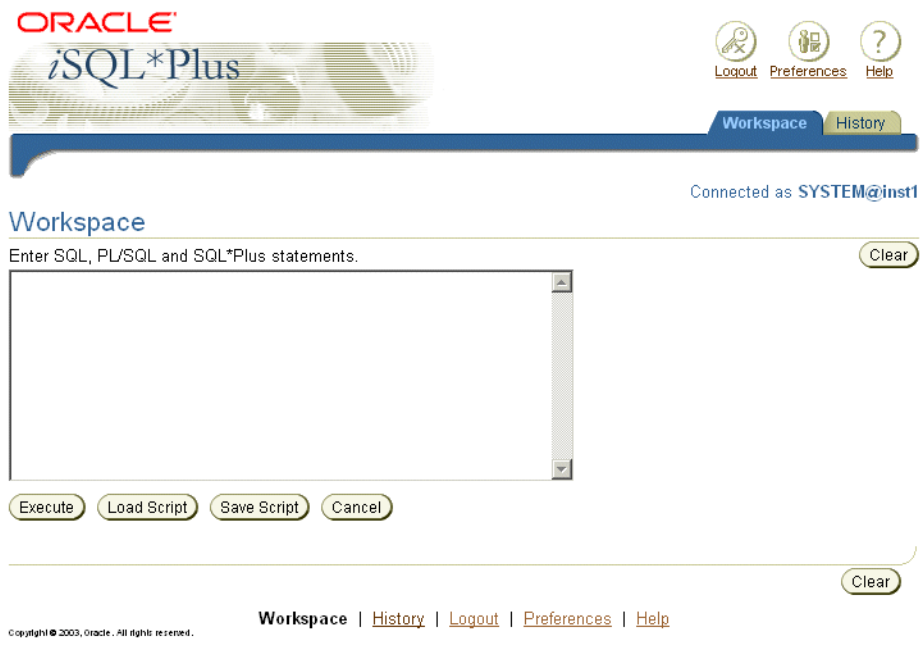 ORACLE
iSQL*Plus
Logout Preferences Help
Workspace History
Connected as SYSTEM@inst1
Workspace
Enter SQL, PL/SQL and SQL*Plus statements.
Clear
Execute Load Script Save Script Cancel
Clear
Workspace | History | Logout | Preferences | Help
Copyright © 2003, Oracle. All rights reserved.